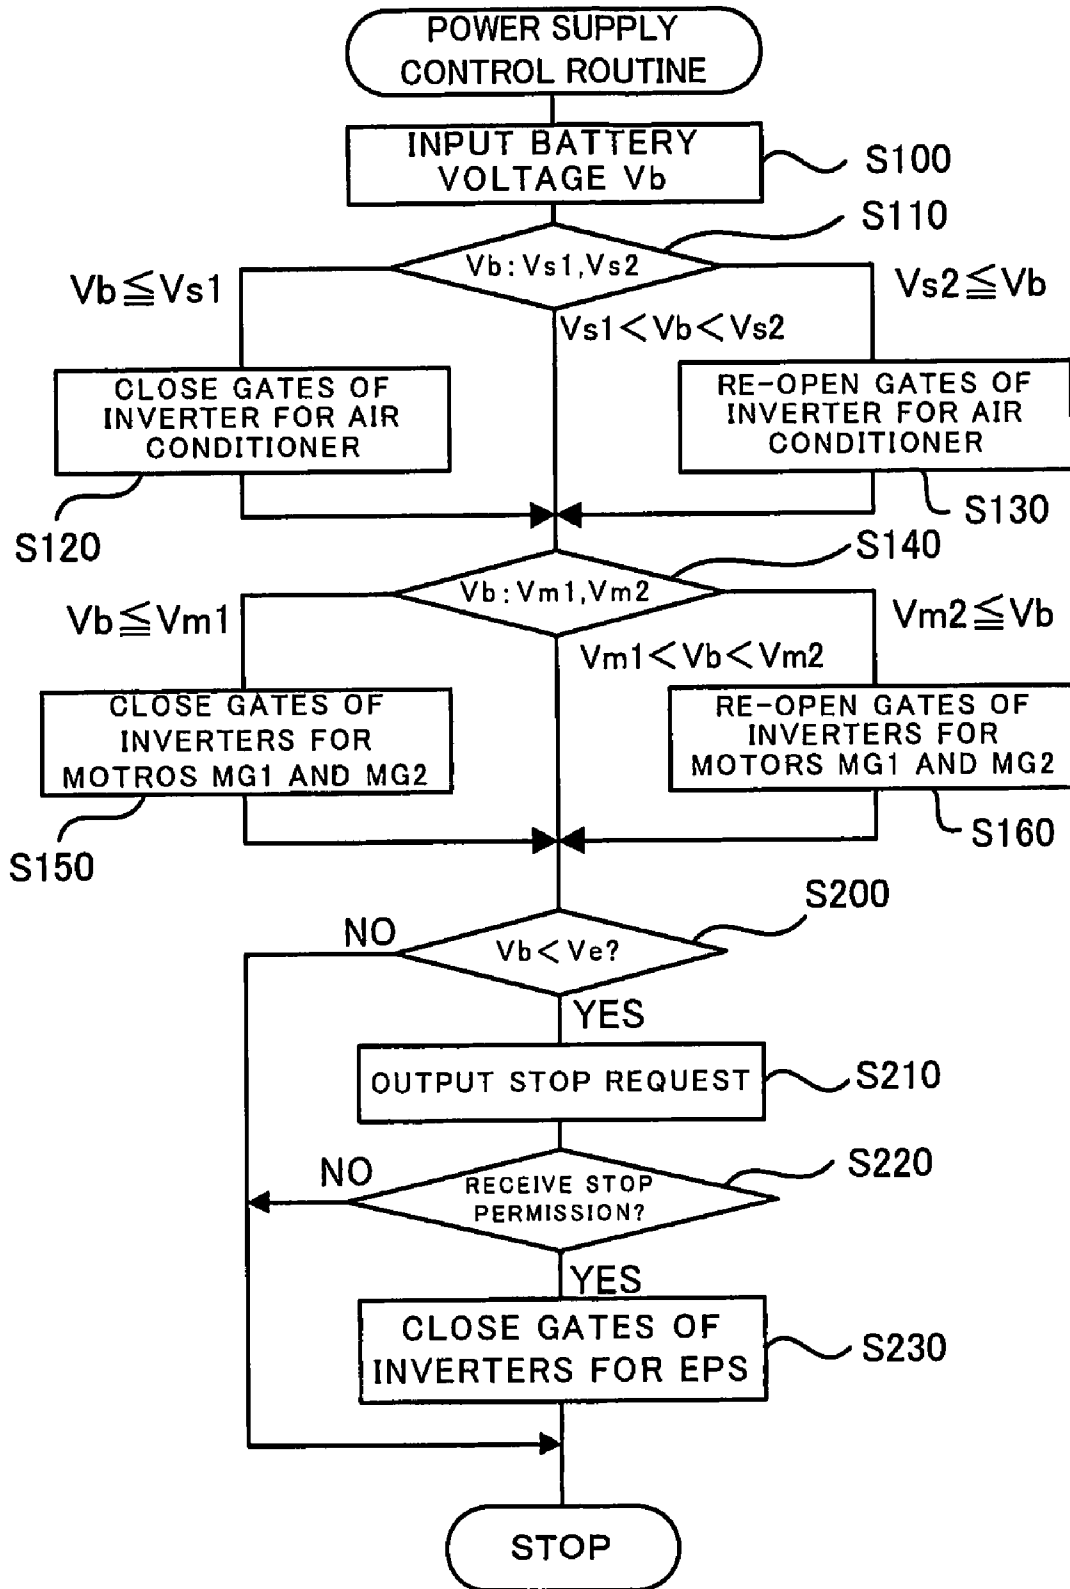 POWER SUPPLY
CONTROL ROUTINE
INPUT BATTERY
VOLTAGE Vb
S100
S110
Vb:Vs1,Vs2
Vb≦Vs1
Vs2≦Vb
Vs1<Vb<Vs2
CLOSE GATES OF
INVERTER FOR AIR
CONDITIONER
RE-OPEN GATES OF
INVERTER FOR AIR
CONDITIONER
S120
S130
S140
Vb:Vm1,Vm2
Vb≦Vm1
Vm2≦Vb
Vm1<Vb<Vm2
CLOSE GATES OF
INVERTERS FOR
MOTROS MG1 AND MG2
RE-OPEN GATES OF
INVERTERS FOR
MOTORS MG1 AND MG2
S150
S160
S200
NO
Vb<Ve?
YES
OUTPUT STOP REQUEST
S210
NO
S220
RECEIVE STOP
PERMISSION?
YES
CLOSE GATES OF
INVERTERS FOR EPS
S230
STOP